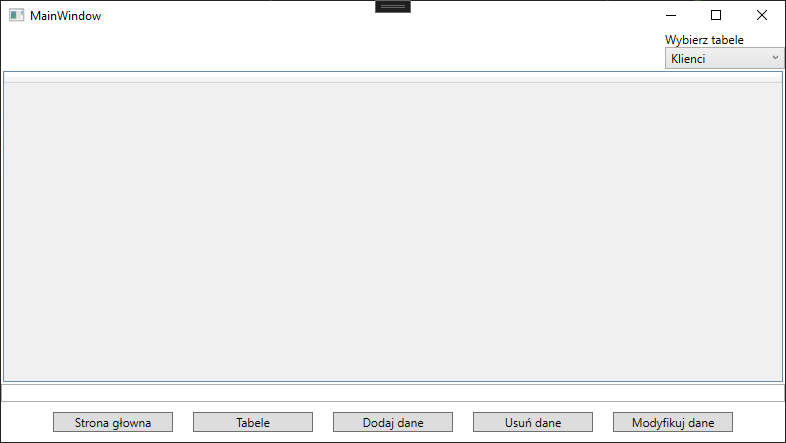 MainWindow
Wybierz tabele
Klienci
Strona głowna
Tabele
Dodaj dane
Usuń dane
Modyfikuj dane